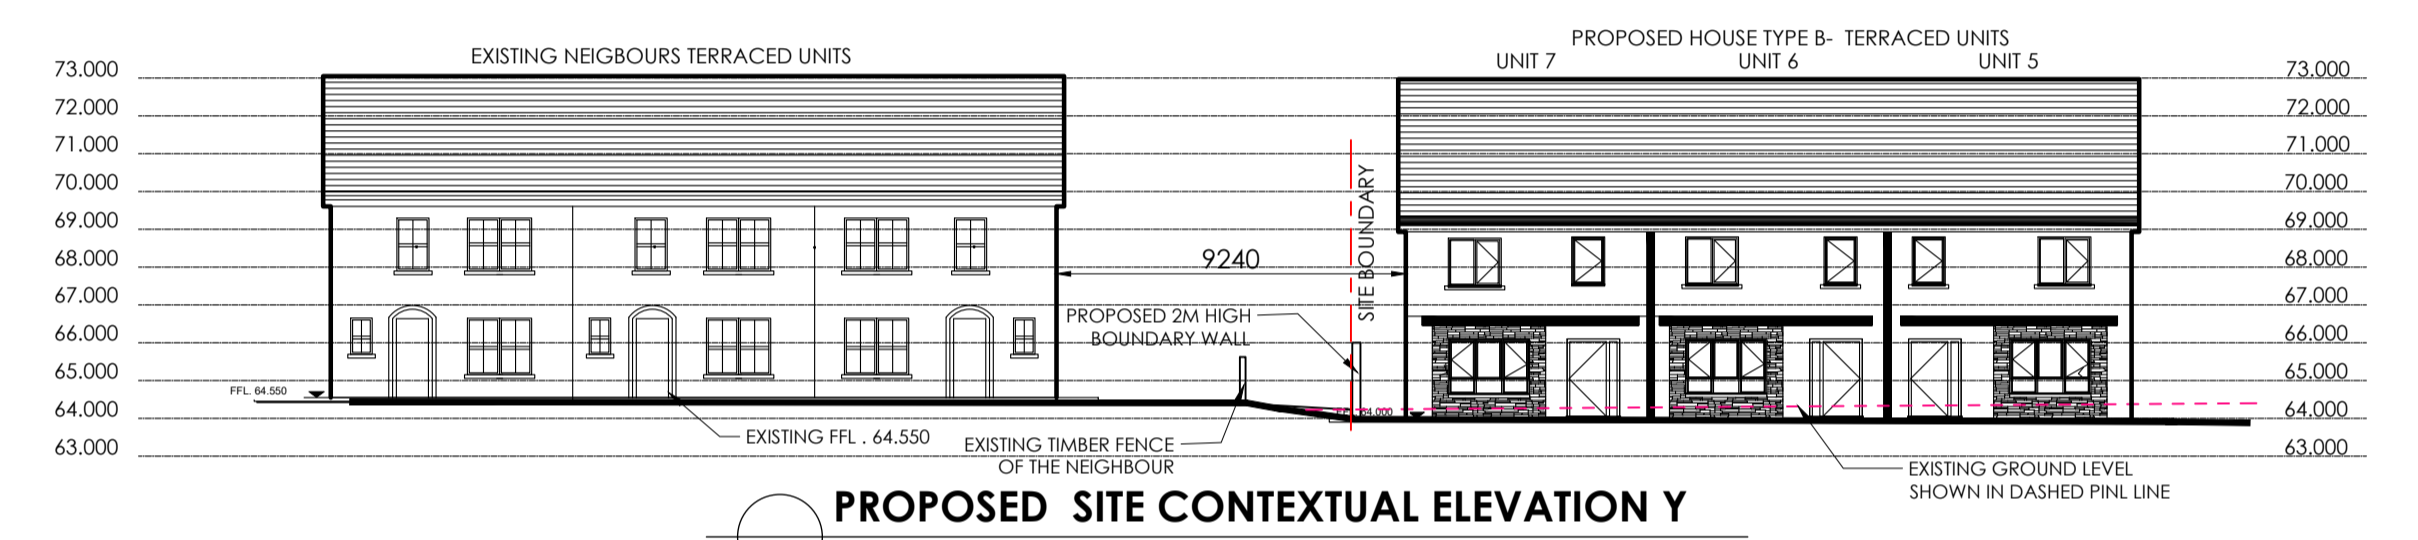 PROPOSED HOUSE TYPE B- TERRACED UNITS
EXISTING NEIGBOURS TERRACED UNITS
UNIT 7 UNIT 6 UNIT 5
73.000 73.000
72.000 72.000
71.000 71.000
70.000 70.000
69.000 69.000
68.000 68.000
67.000 67.000
66.000 66.000
65.000 65.000
64.000 64.000
63.000 63.000
9240
SITE BOUNDARY
PROPOSED 2M HIGH
BOUNDARY WALL
FFL. 64.550
EXISTING FFL . 64.550
EXISTING TIMBER FENCE
OF THE NEIGHBOUR
EXISTING GROUND LEVEL
SHOWN IN DASHED PINL LINE
PROPOSED SITE CONTEXTUAL ELEVATION Y